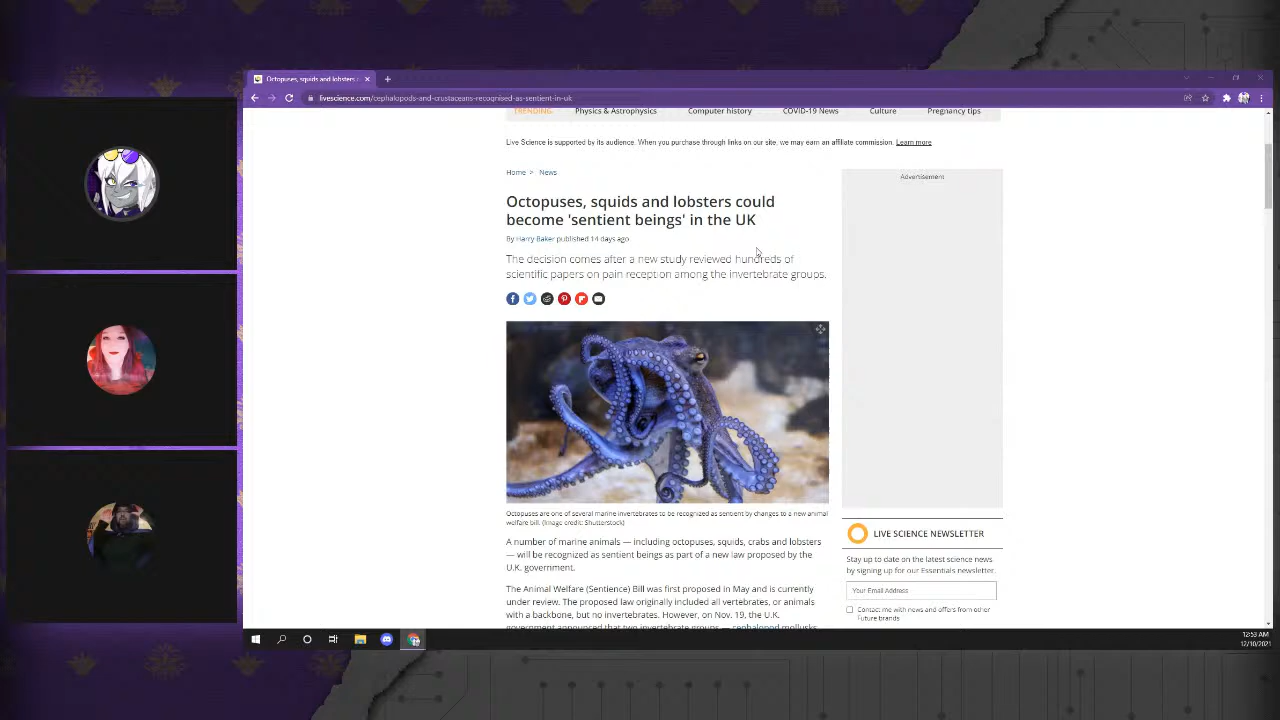 Octopuses, squids and lobsters
livescience.com/cephalopods-and-crustaceans-recognised-as-sentient-in-uk
TRENDING Physics & Astrophysics Computer history COVID-19 News Culture Pregnancy tips
Live Science is supported by its audience. When you purchase through links on our site, we may earn an affiliate commission. Learn more
Home > News
Octopuses, squids and lobsters could
become 'sentient beings' in the UK
By Harry Baker published 14 days ago
The decision comes after a new study reviewed hundreds of
scientific papers on pain reception among the invertebrate groups.
Octopuses are one of several marine invertebrates to be recognized as sentient by changes to a new animal
welfare bill. (Image credit: Shutterstock)
A number of marine animals — including octopuses, squids, crabs and lobsters
— will be recognized as sentient beings as part of a new law proposed by the
U.K. government.
The Animal Welfare (Sentience) Bill was first proposed in May and is currently
under review. The proposed law originally included all vertebrates, or animals
with a backbone, but no invertebrates. However, on Nov. 19, the U.K.
government announced that two invertebrate groups — cephalopod mollusks
Advertisement
LIVE SCIENCE NEWSLETTER
Stay up to date on the latest science news
by signing up for our Essentials newsletter.
Your Email Address
Contact me with news and offers from other
Future brands
12:53 AM
12/10/2021